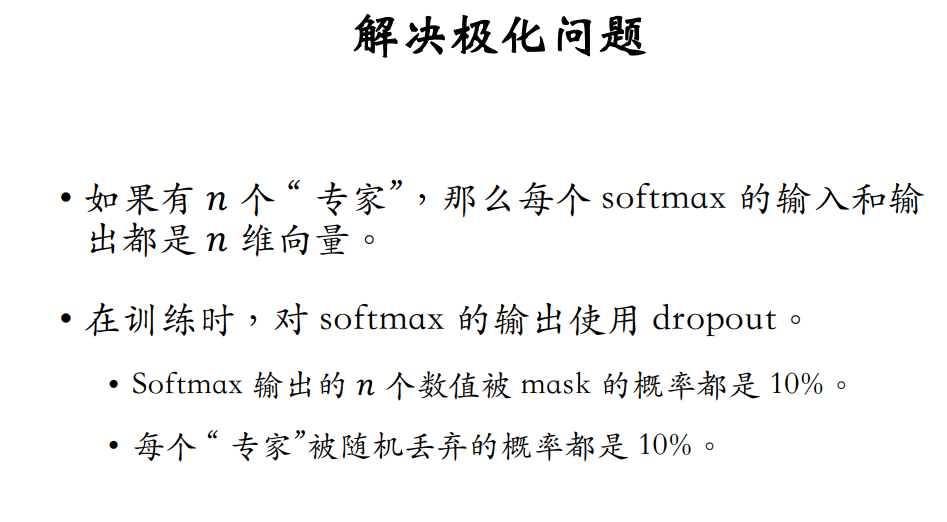 解决极化问题
• 如果有 n 个 “ 专家”，那么每个 softmax 的输入和输
出都是 n 维向量。
• 在训练时，对 softmax 的输出使用 dropout。
• Softmax 输出的 n 个数值被 mask 的概率都是 10%。
• 每个 “ 专家”被随机丢弃的概率都是 10%。